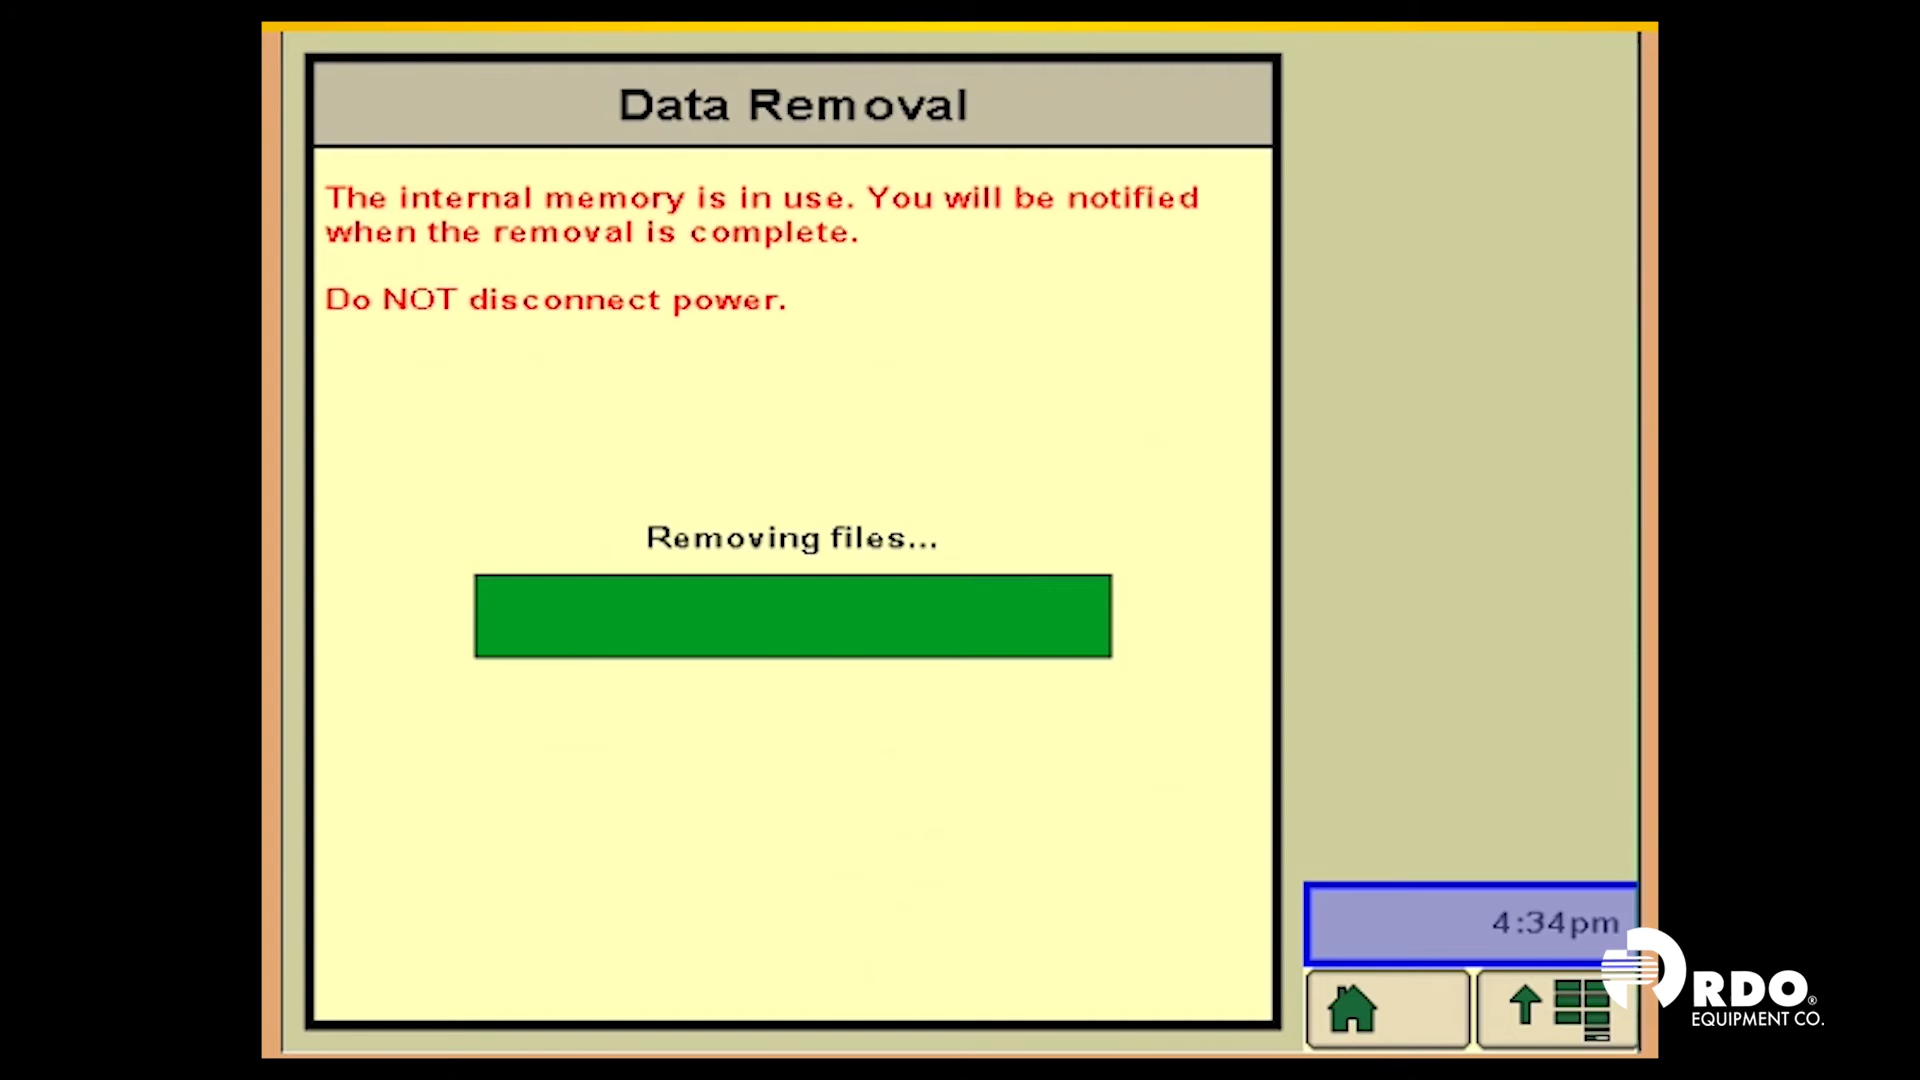 Data Removal
The internal memory is in use. You will be notified
when the removal is complete.
Do NOT disconnect power.
Removing files...
4:34pm
RDO®
EQUIPMENT CO.